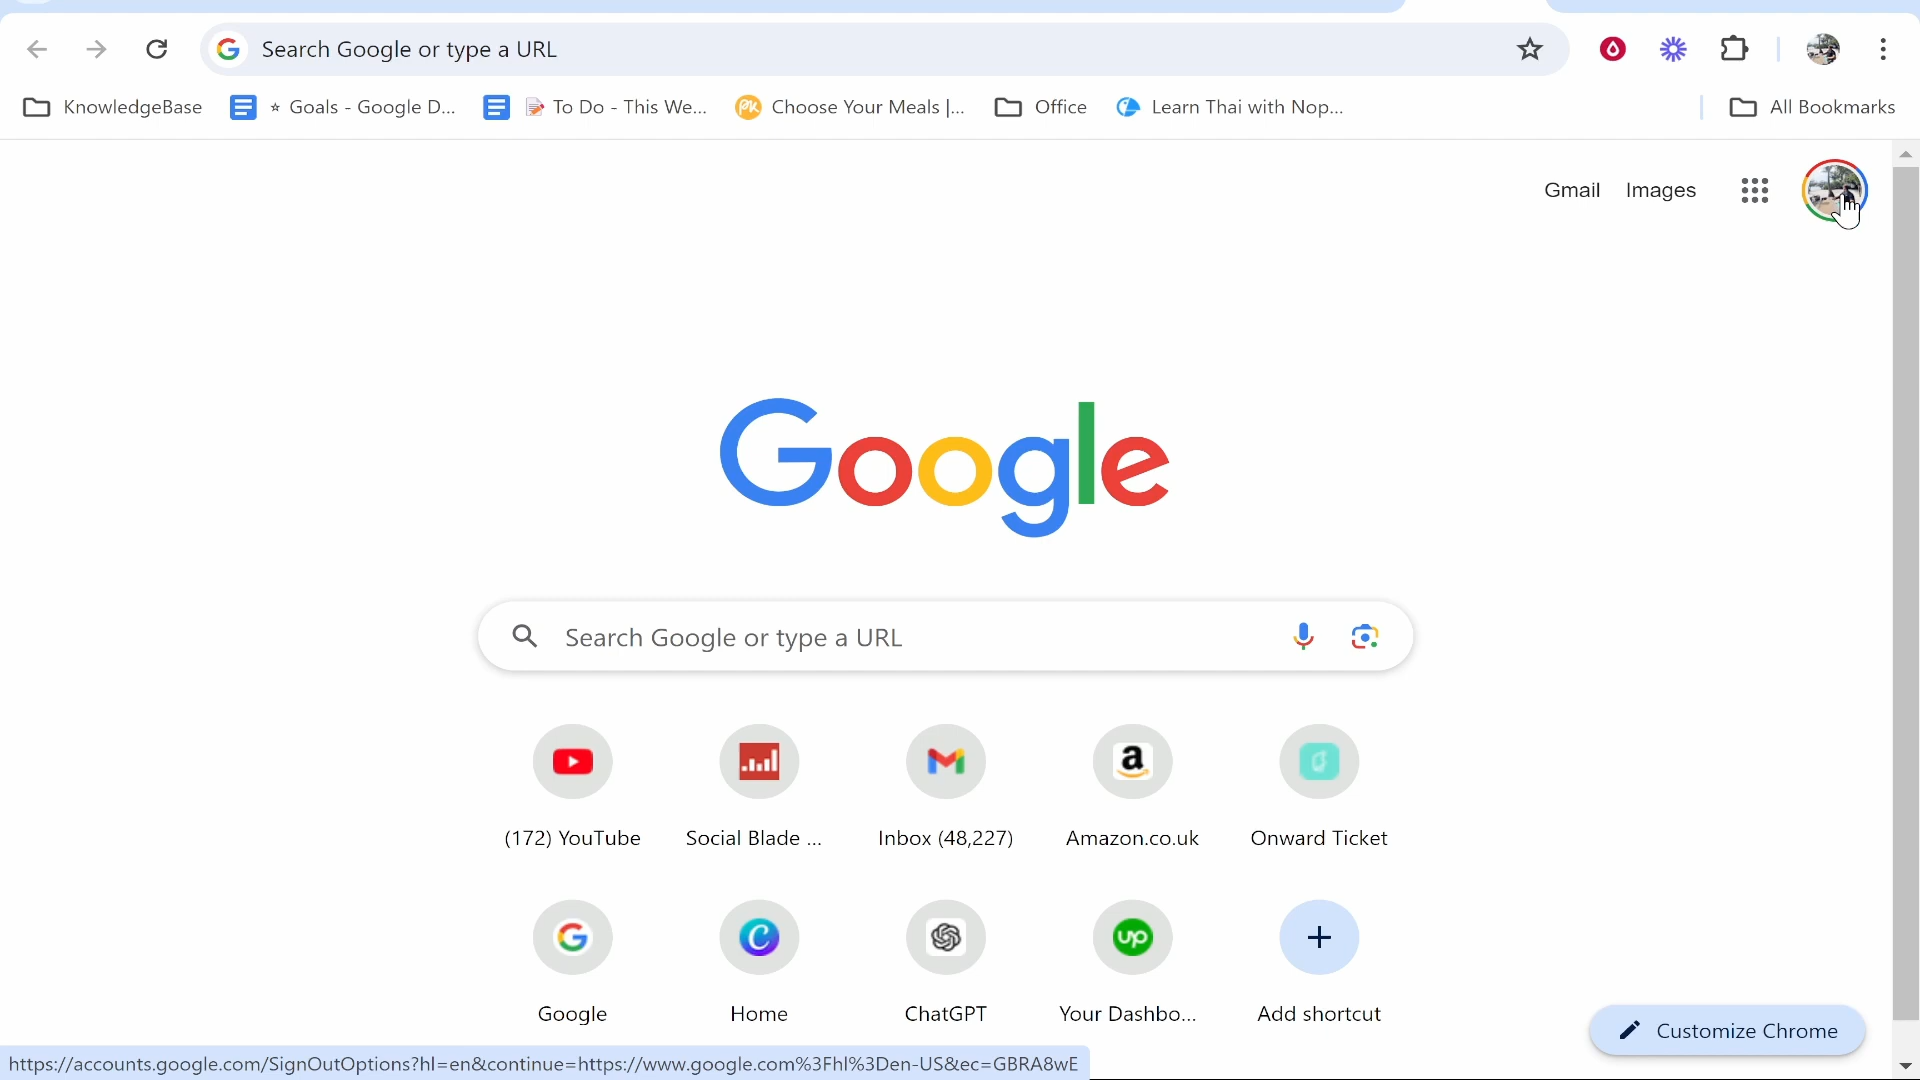 Search Google or type a URL
KnowledgeBase
⭐ Goals - Google D...
To Do - This We...
PK
Choose Your Meals |...
Office
Learn Thai with Nop...
All Bookmarks
Gmail Images
Google
Search Google or type a URL
(172) YouTube
Social Blade ...
Inbox (48,227)
Amazon.co.uk
Onward Ticket
up
Google
Home
ChatGPT
Your Dashbo...
Add shortcut
Customize Chrome
https://accounts.google.com/SignOutOptions?hl=en&continue=https://www.google.com%3Fhl%3Den-US&ec=GBRA8wE